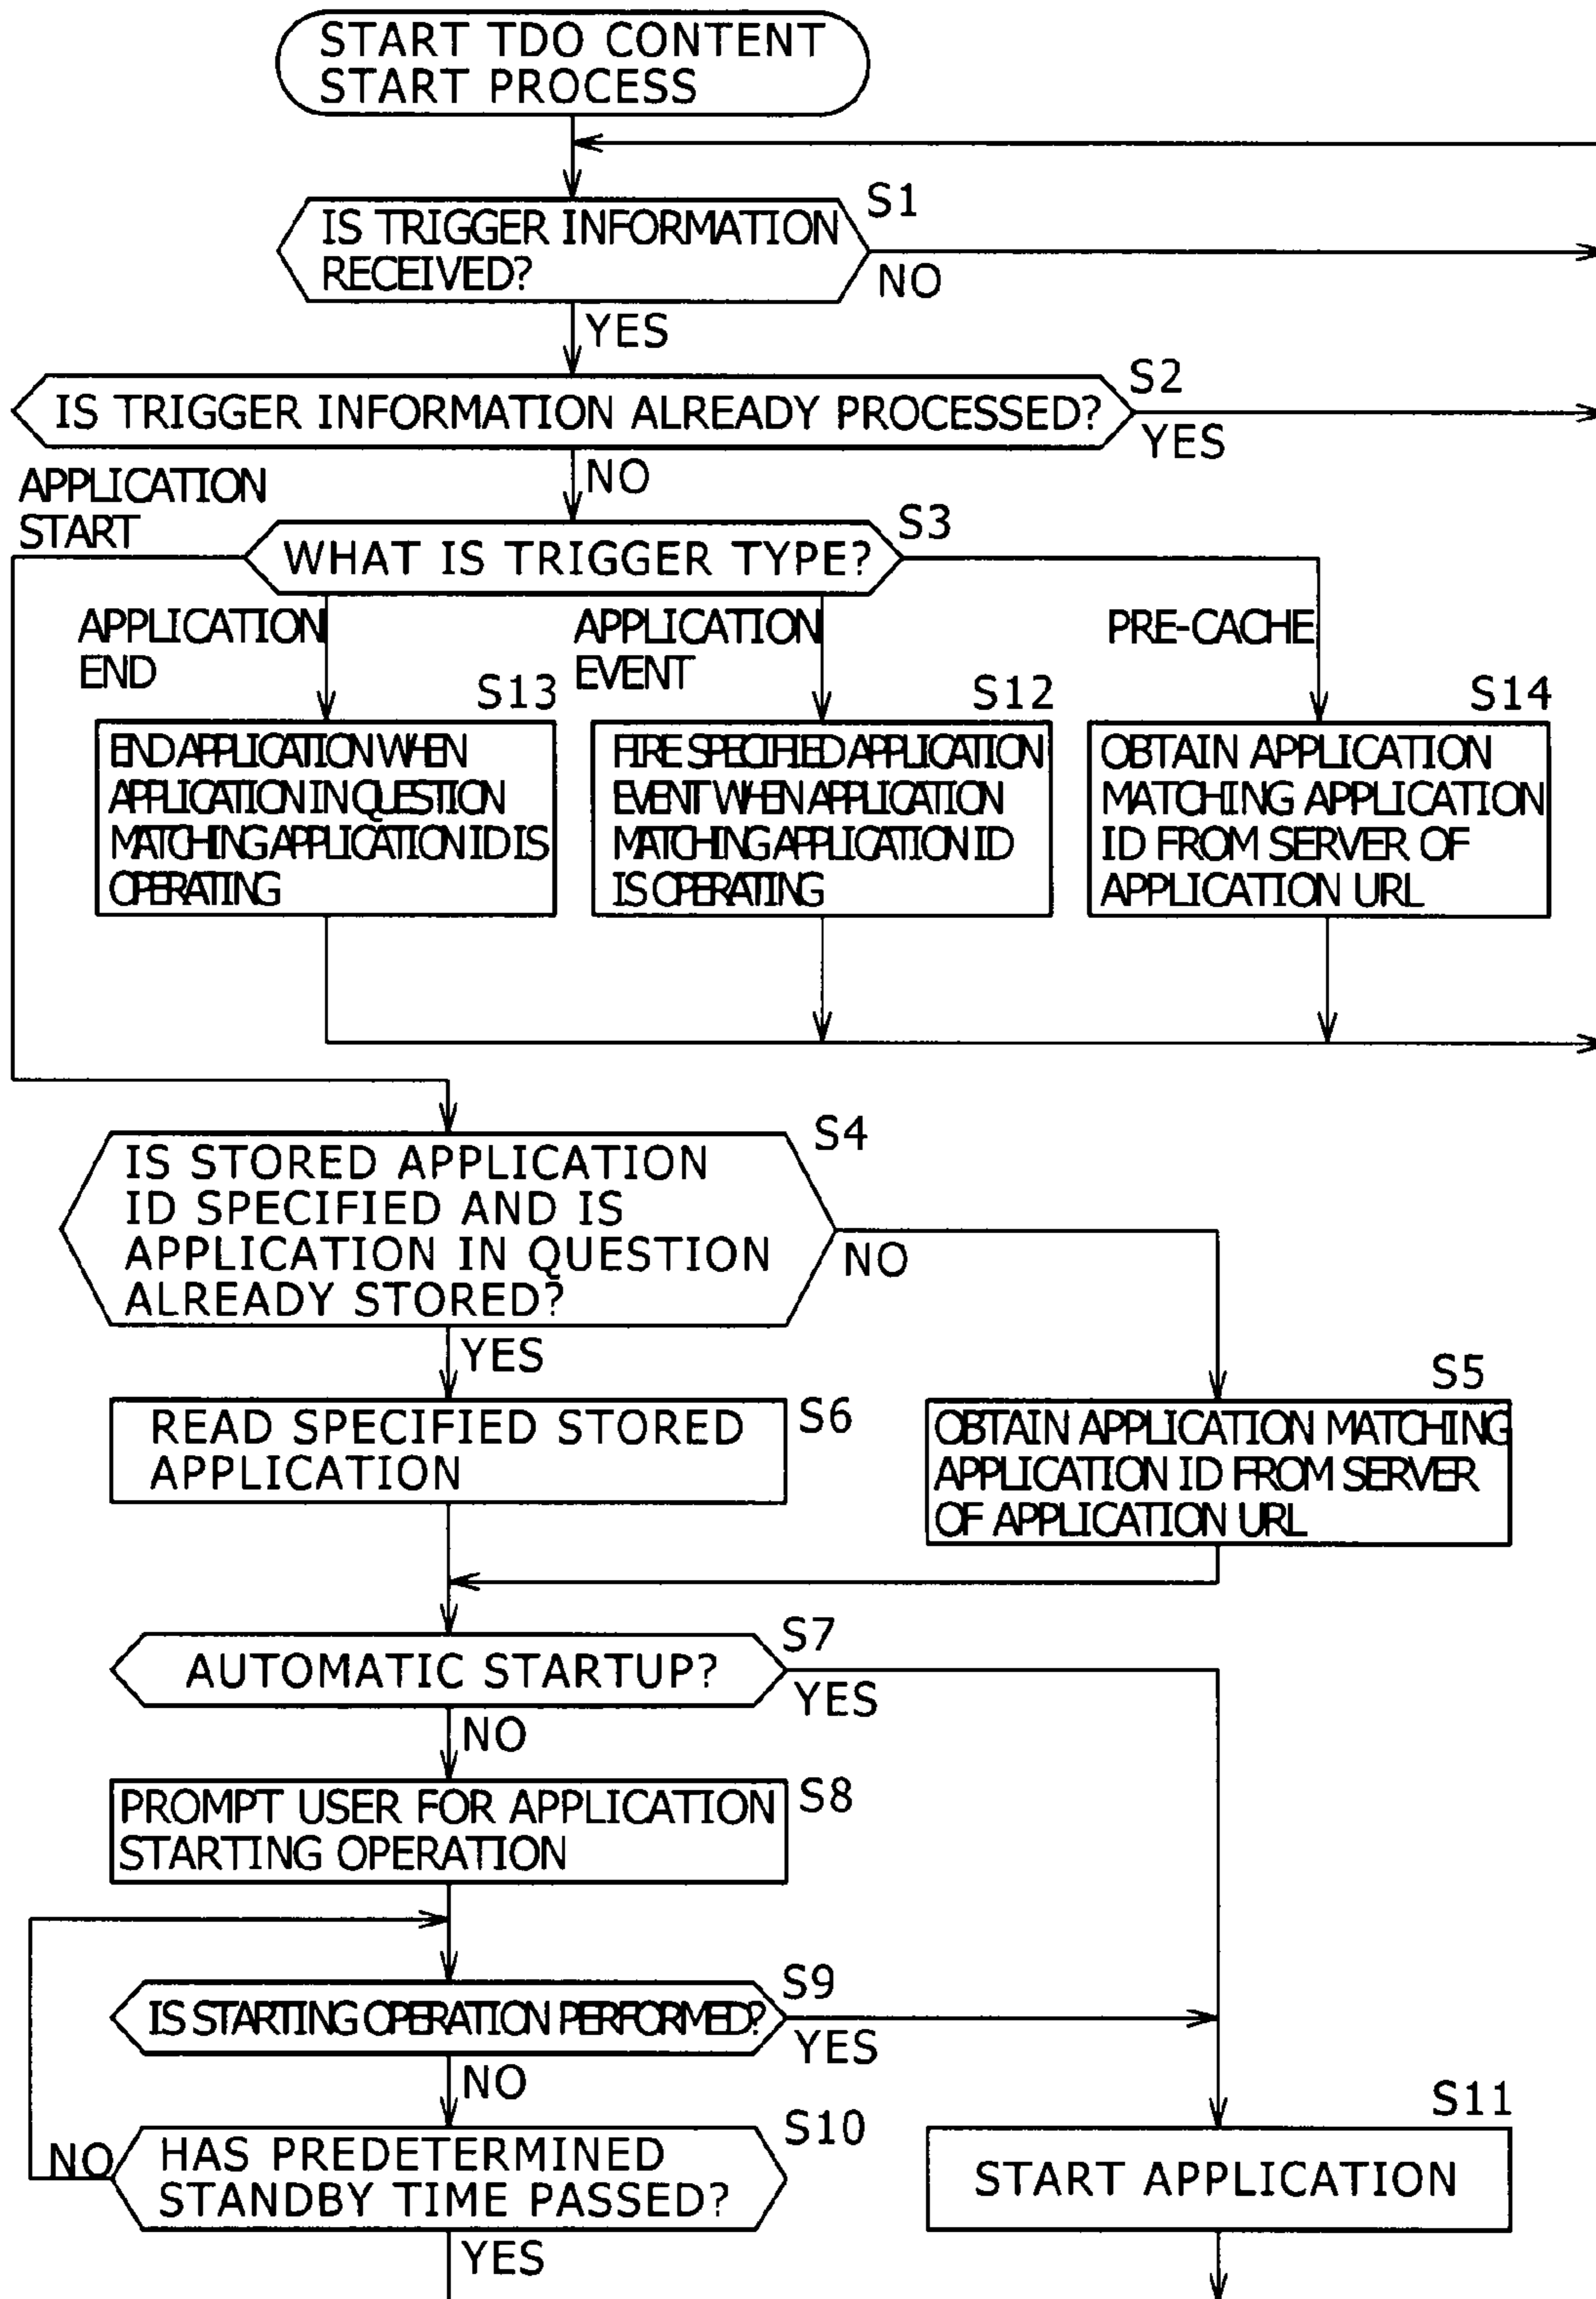 START TDO CONTENT
START PROCESS
S1
IS TRIGGER INFORMATION
RECEIVED?
NO
YES
S2
IS TRIGGER INFORMATION ALREADY PROCESSED?
YES
NO
APPLICATION
START
S3
WHAT IS TRIGGER TYPE?
APPLICATION
END
APPLICATION
EVENT
PRE-CACHE
S13
END APPLICATION WHEN
APPLICATION IN QUESTION
MATCHING APPLICATION ID IS
OPERATING
S12
FIRE SPECIFIED APPLICATION
EVENT WHEN APPLICATION
MATCHING APPLICATION ID
IS OPERATING
S14
OBTAIN APPLICATION
MATCHING APPLICATION
ID FROM SERVER OF
APPLICATION URL
S4
IS STORED APPLICATION
ID SPECIFIED AND IS
APPLICATION IN QUESTION
ALREADY STORED?
NO
YES
S6
READ SPECIFIED STORED
APPLICATION
S5
OBTAIN APPLICATION MATCHING
APPLICATION ID FROM SERVER
OF APPLICATION URL
S7
AUTOMATIC STARTUP?
YES
NO
S8
PROMPT USER FOR APPLICATION
STARTING OPERATION
S9
IS STARTING OPERATION PERFORMED?
YES
NO
S10
NO
HAS PREDETERMINED
STANDBY TIME PASSED?
YES
S11
START APPLICATION